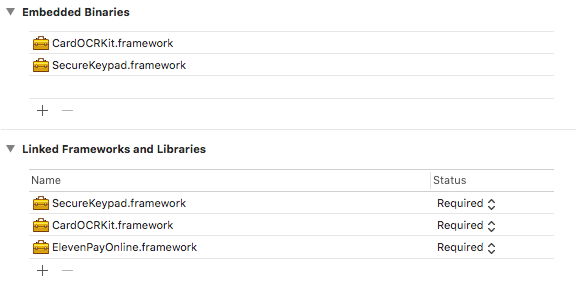 Embedded Binaries
CardOCRKit.framework
SecureKeypad.framework
Linked Frameworks and Libraries
Name Status
SecureKeypad.framework Required
CardOCRKit.framework Required
ElevenPayOnline.framework Required